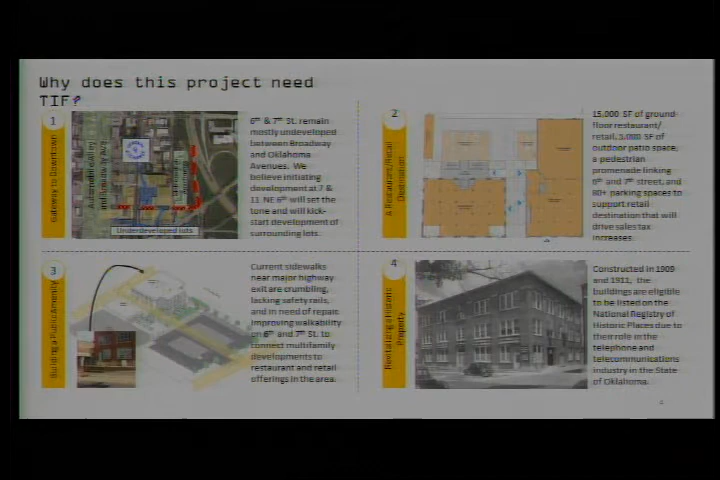 Why does this project need
TIF?
1
Gateway to Downtown
Automobile Alley
and Broadway Ave
Underdeveloped lots
6th & 7th St. remain
mostly undeveloped
between Broadway
and Oklahoma
Avenues. We
believe initiating
development at 7 &
11 NE 6th will set the
tone and will kick-
start development of
surrounding lots.
2
A Restaurant/Retail
Destination
15,000 SF of ground
floor restaurant/
retail, 5,000 SF of
outdoor patio space,
a pedestrian
promenade linking
6th and 7th street, and
80+ parking spaces to
support retail
destination that will
drive sales tax
increases.
3
Building a Public Amenity
Current sidewalks
near major highway
exit are crumbling,
lacking safety rails,
and in need of repair.
Improving walkability
on 6th and 7th St. to
connect multifamily
developments to
restaurant and retail
offerings in the area.
4
Revitalizing a Historic
Property
Constructed in 1909
and 1911, the
buildings are eligible
to be listed on the
National Registry of
Historic Places due to
their role in the
telephone and
telecommunications
industry in the State
of Oklahoma.